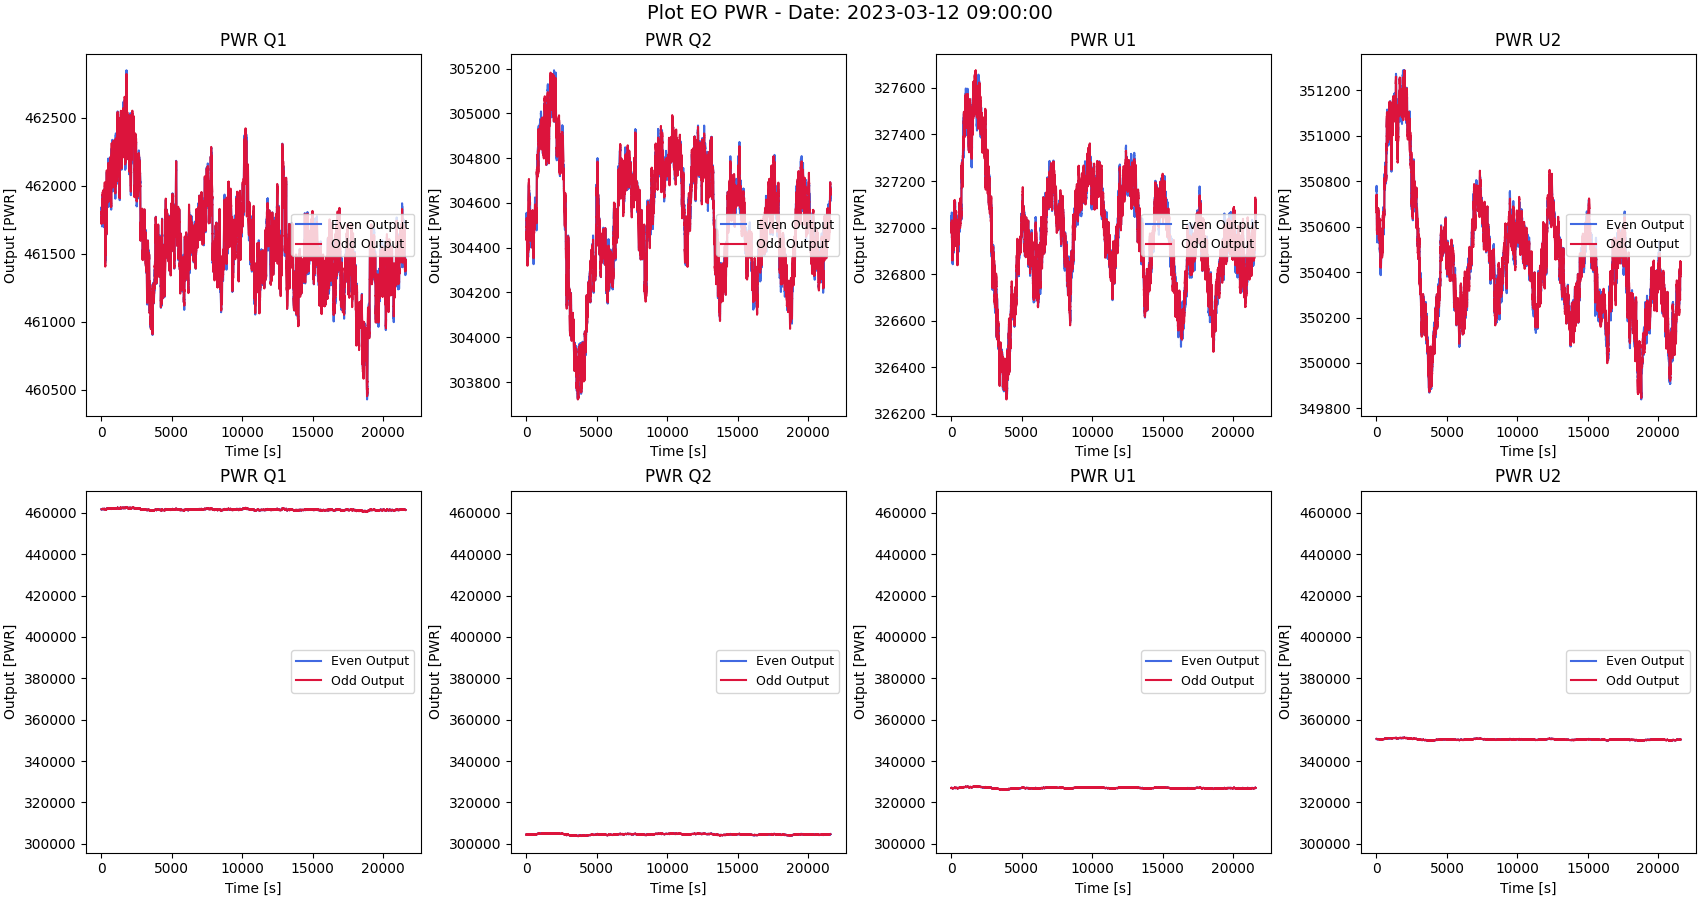 Plot EO PWR - Date: 2023-03-12 09:00:00
PWR Q1
Output [PWR]
462500
462000
461500
461000
460500
0 5000 10000 15000 20000
Time [s]
Even Output
Odd Output
PWR Q2
Output [PWR]
305200
305000
304800
304600
304400
304200
304000
303800
0 5000 10000 15000 20000
Time [s]
Even Output
Odd Output
PWR U1
Output [PWR]
327600
327400
327200
327000
326800
326600
326400
326200
0 5000 10000 15000 20000
Time [s]
Even Output
Odd Output
PWR U2
Output [PWR]
351200
351000
350800
350600
350400
350200
350000
349800
0 5000 10000 15000 20000
Time [s]
Even Output
Odd Output
PWR Q1
Output [PWR]
460000
440000
420000
400000
380000
360000
340000
320000
300000
0 5000 10000 15000 20000
Time [s]
Even Output
Odd Output
PWR Q2
Output [PWR]
460000
440000
420000
400000
380000
360000
340000
320000
300000
0 5000 10000 15000 20000
Time [s]
Even Output
Odd Output
PWR U1
Output [PWR]
460000
440000
420000
400000
380000
360000
340000
320000
300000
0 5000 10000 15000 20000
Time [s]
Even Output
Odd Output
PWR U2
Output [PWR]
460000
440000
420000
400000
380000
360000
340000
320000
300000
0 5000 10000 15000 20000
Time [s]
Even Output
Odd Output